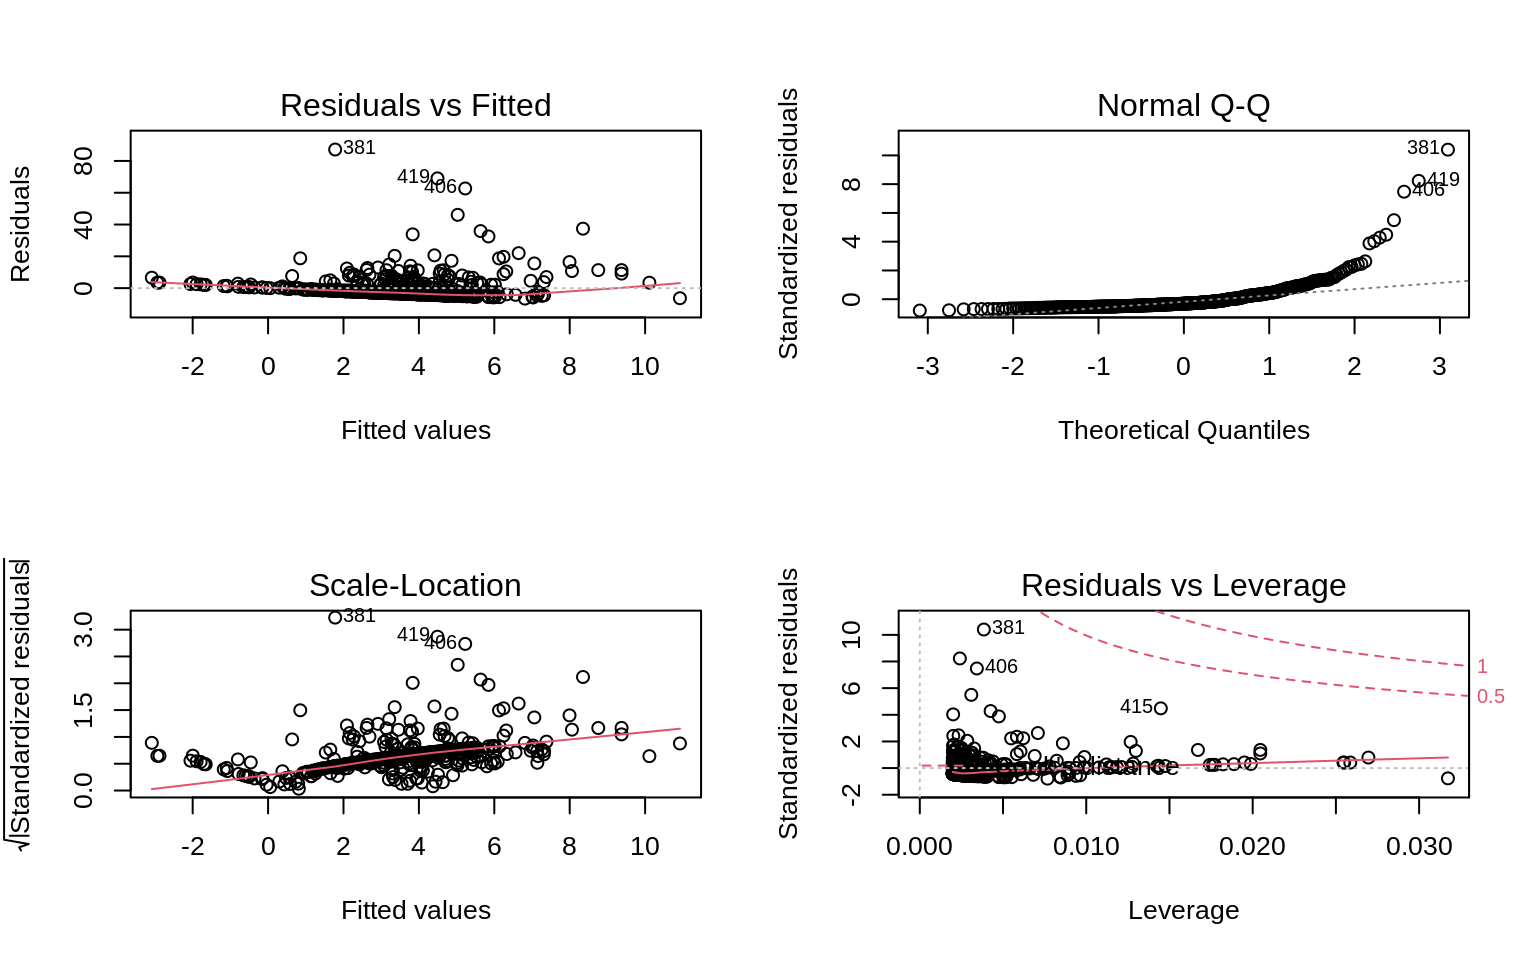 Residuals vs Fitted
Residuals
80
40
0
381
419
406
-2 0 2 4 6 8 10
Fitted values
Normal Q-Q
Standardized residuals
8
4
0
381
419
406
-3 -2 -1 0 1 2 3
Theoretical Quantiles
Scale-Location
√|Standardized residuals|
3.0
1.5
0.0
381
419
406
-2 0 2 4 6 8 10
Fitted values
Residuals vs Leverage
Standardized residuals
10
6
2
-2
381
406
415
1
0.5
0.000 0.010 0.020 0.030
Leverage